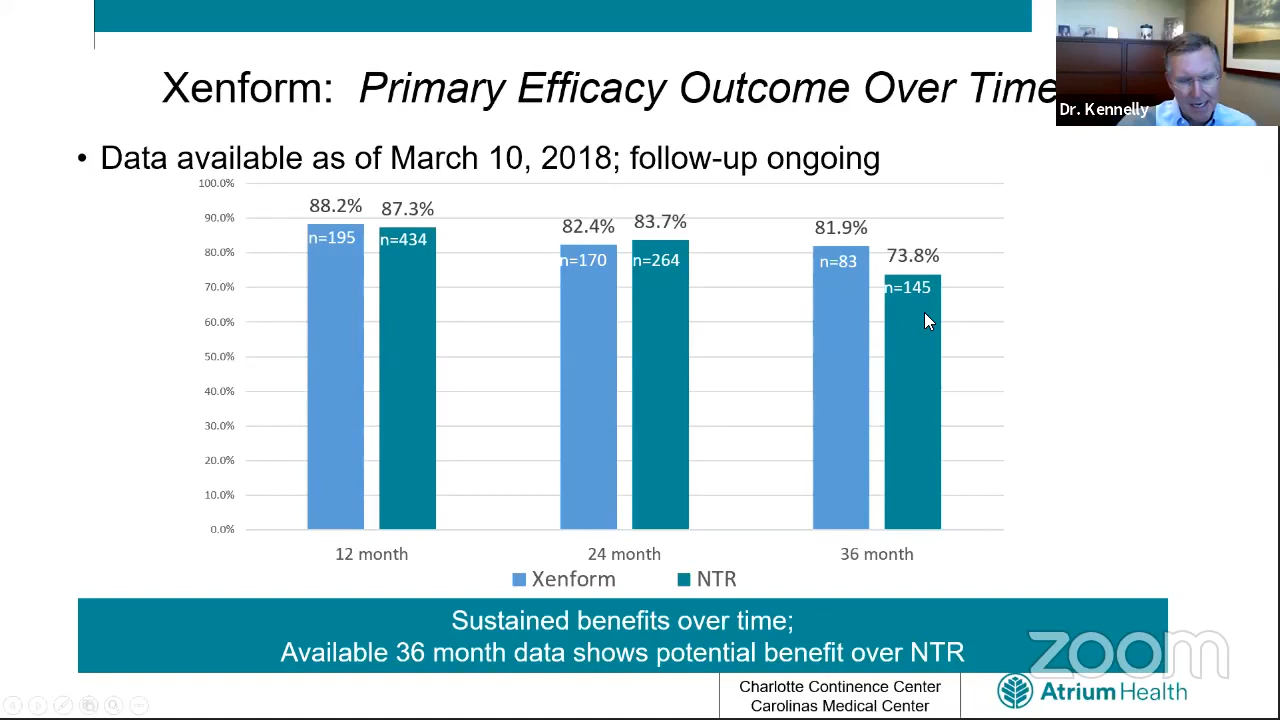 Xenform: Primary Efficacy Outcome Over Time
Dr. Kennelly
• Data available as of March 10, 2018; follow-up ongoing
100.0%
90.0%
80.0%
70.0%
60.0%
50.0%
40.0%
30.0%
20.0%
10.0%
0.0%
88.2%
87.3%
82.4%
83.7%
81.9%
73.8%
n=195
n=434
n=170
n=264
n=83
n=145
12 month
24 month
36 month
Xenform
NTR
Sustained benefits over time;
Available 36 month data shows potential benefit over NTR
zoom
Charlotte Continence Center
Carolinas Medical Center
Atrium Health